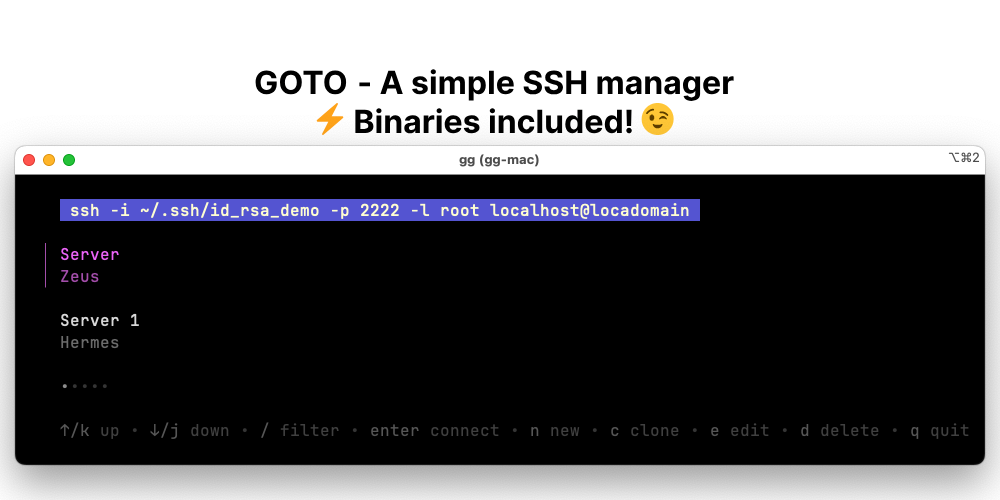 GOTO - A simple SSH manager
⚡ Binaries included! 😉
gg (gg-mac)
⌥⌘2
ssh -i ~/.ssh/id_rsa_demo -p 2222 -l root localhost@locadomain
Server
Zeus
Server 1
Hermes
•••••
↑/k up • ↓/j down • / filter • enter connect • n new • c clone • e edit • d delete • q quit